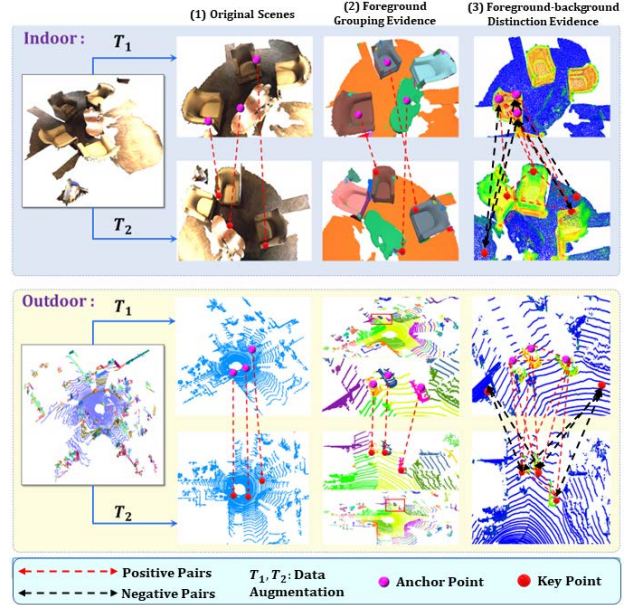 (1) Original Scenes
(2) Foreground
Grouping Evidence
(3) Foreground-background
Distinction Evidence
Indoor :
T1
T2
Outdoor :
T1
T2
Positive Pairs
Negative Pairs
T1, T2: Data
Augmentation
Anchor Point
Key Point